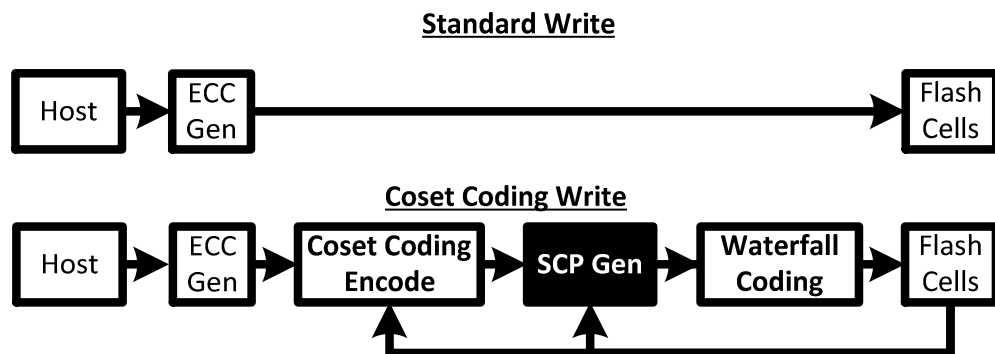 Standard Write
Host
ECC
Gen
Flash
Cells
Coset Coding Write
Host
ECC
Gen
Coset Coding
Encode
SCP Gen
Waterfall
Coding
Flash
Cells